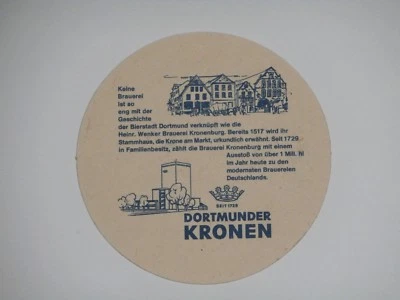 Keine
Brauerei
ist so
eng mit der
Geschichte
der Bierstadt Dortmund verknüpft wie die
Heinr. Wenker Brauerei Kronenburg. Bereits 1517 wird ihr
Stammhaus, die Krone am Markt, urkundlich erwähnt. Seit 1729
in Familienbesitz, zählt die Brauerei Kronenburg mit einem
Ausstoß von über 1 Mill. hl
im Jahr heute zu den
modernsten Brauereien
Deutschlands.
SEIT 1729
DORTMUNDER
KRONEN